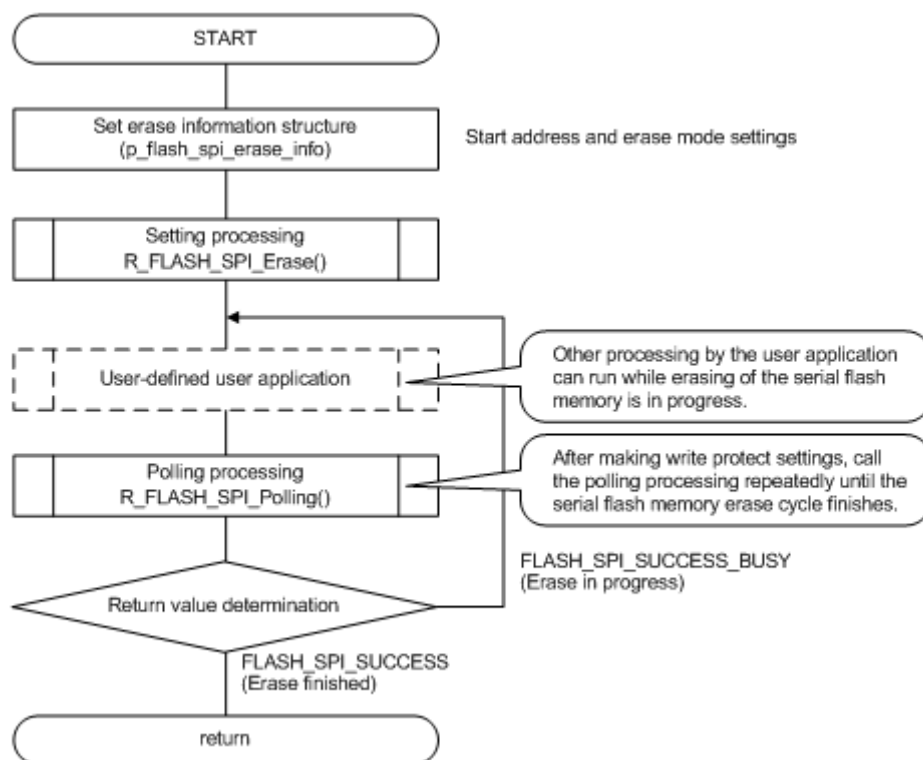 START
Set erase information structure
(p_flash_spi_erase_info)
Start address and erase mode settings
Setting processing
R_FLASH_SPI_Erase()
User-defined user application
Other processing by the user application
can run while erasing of the serial flash
memory is in progress.
Polling processing
R_FLASH_SPI_Polling()
After making write protect settings, call
the polling processing repeatedly until the
serial flash memory erase cycle finishes.
FLASH_SPI_SUCCESS_BUSY
(Erase in progress)
Return value determination
FLASH_SPI_SUCCESS
(Erase finished)
return